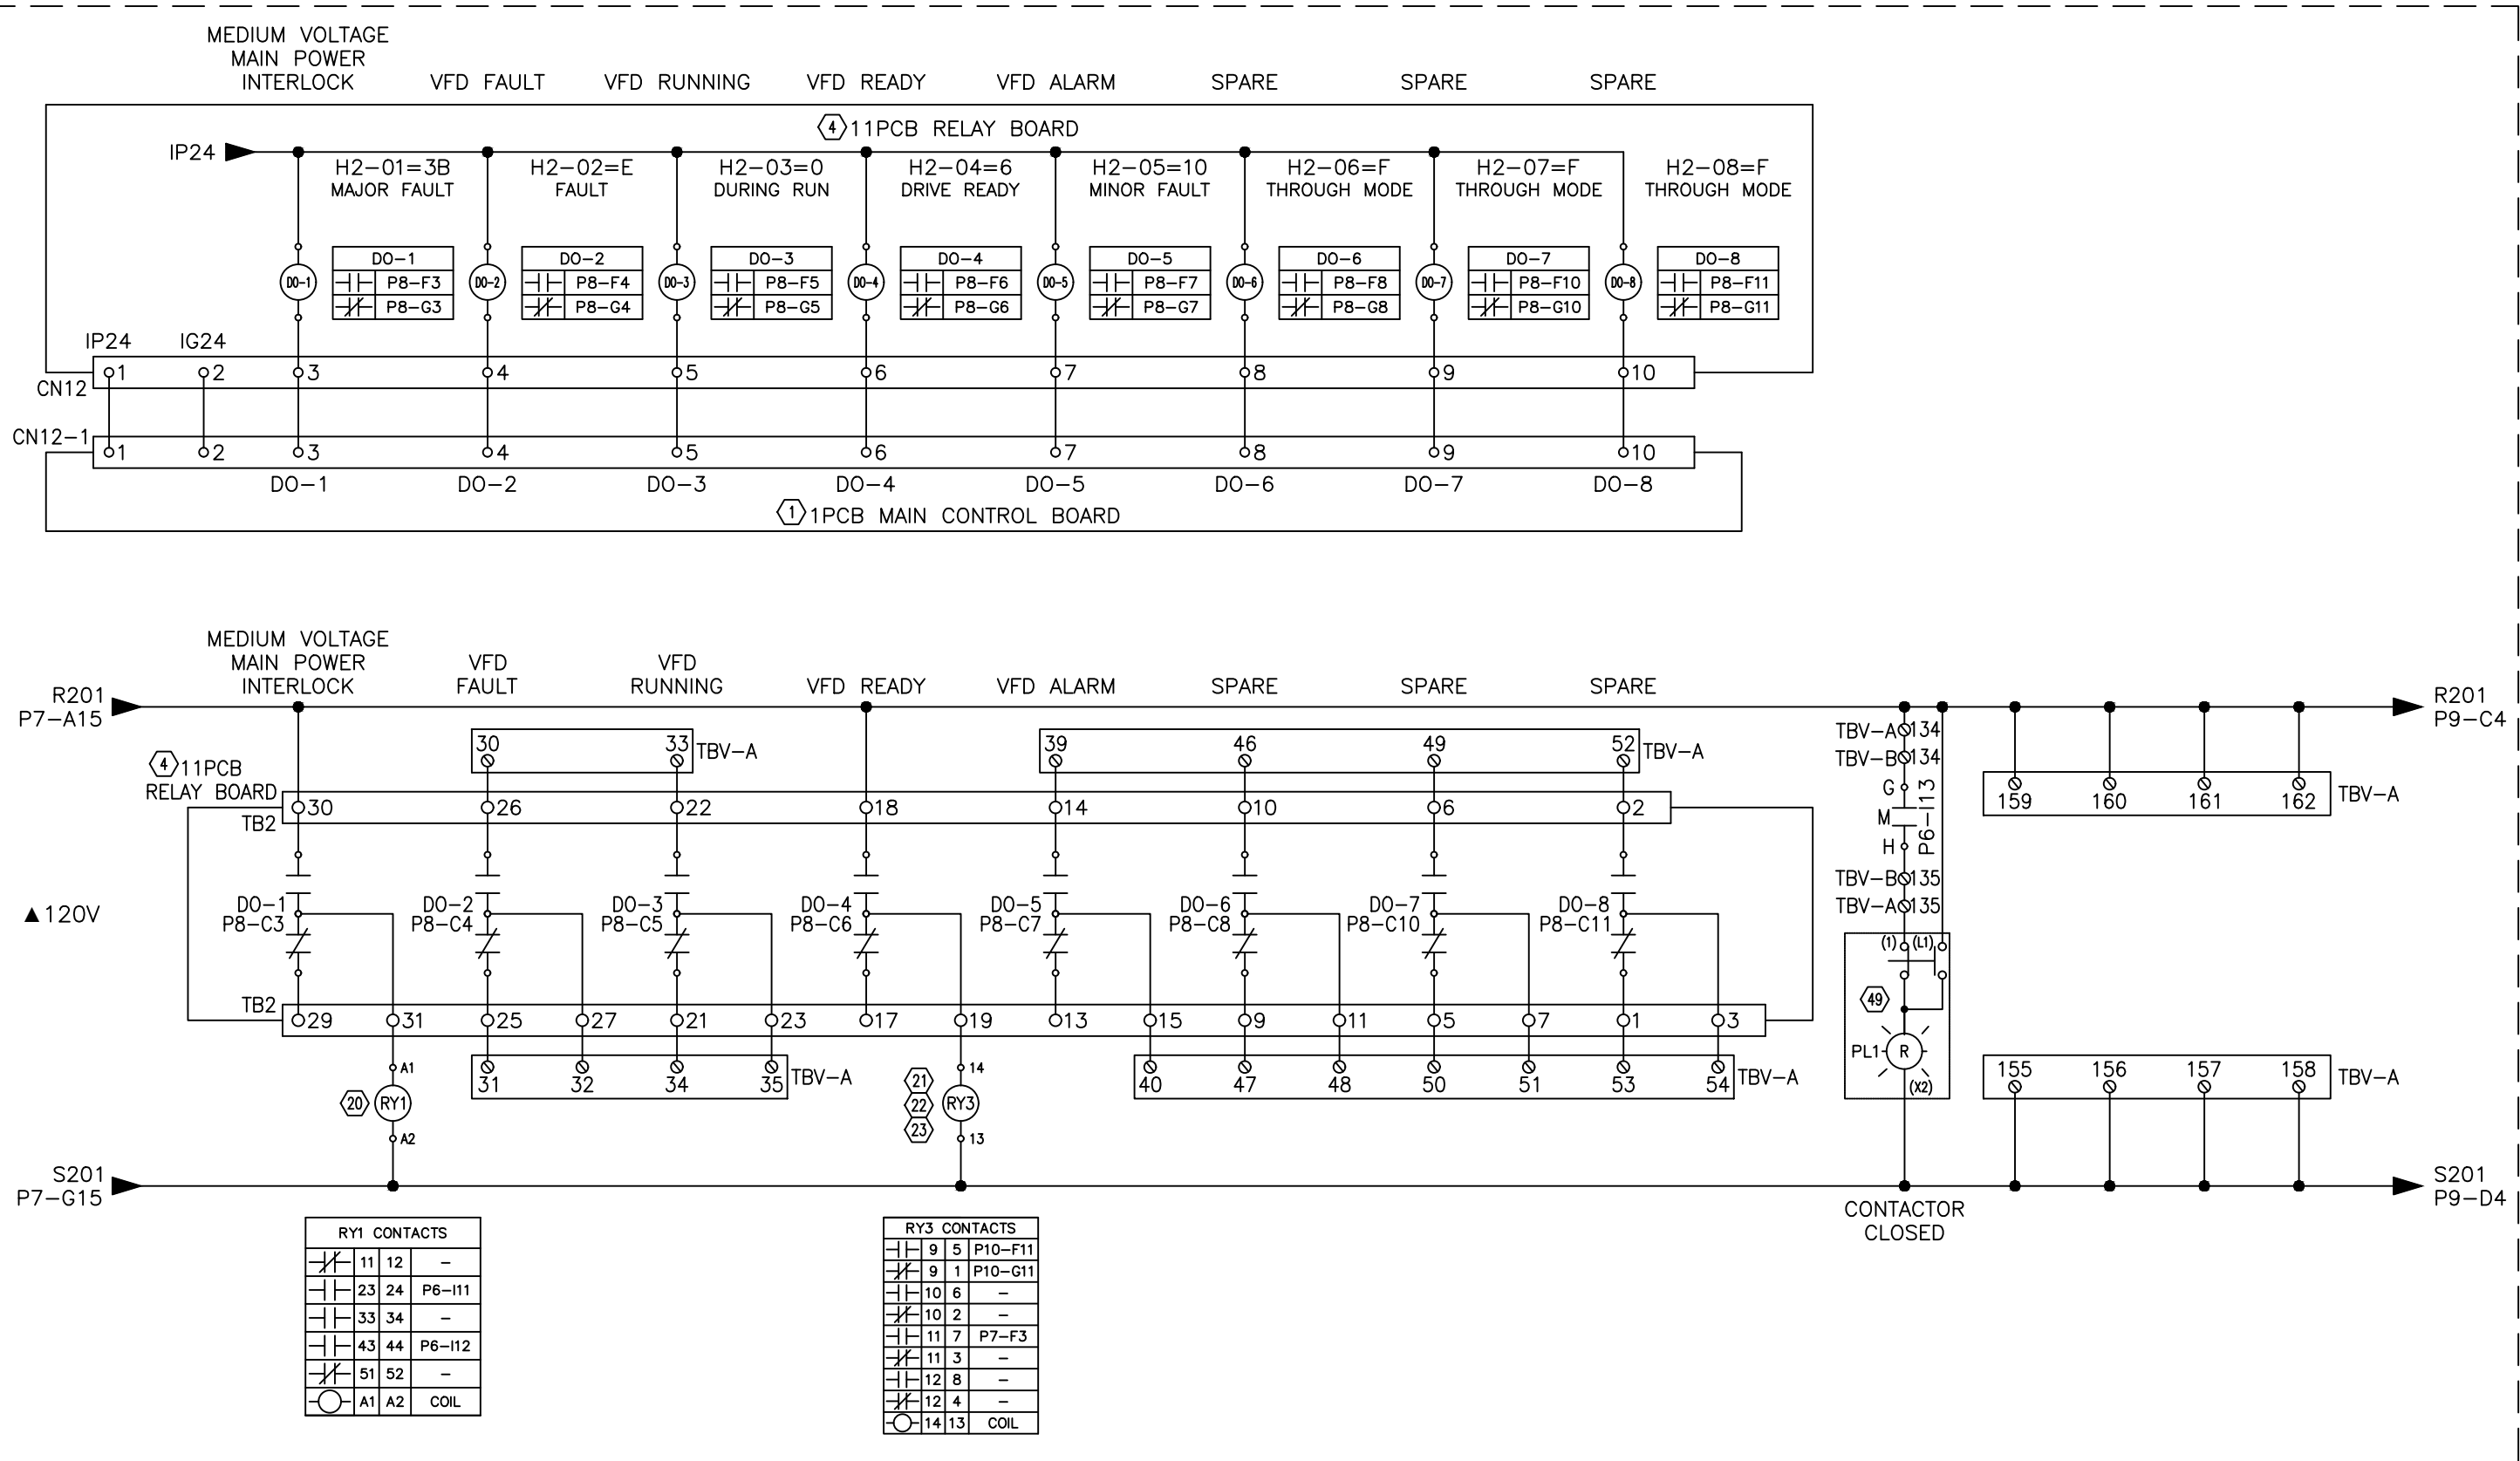 MEDIUM VOLTAGE
MAIN POWER
INTERLOCK VFD FAULT VFD RUNNING VFD READY VFD ALARM SPARE SPARE SPARE
4 11PCB RELAY BOARD
IP24
H2-01=3B H2-02=E H2-03=0 H2-04=6 H2-05=10 H2-06=F H2-07=F H2-08=F
MAJOR FAULT FAULT DURING RUN DRIVE READY MINOR FAULT THROUGH MODE THROUGH MODE THROUGH MODE
DO-1 DO-2 DO-3 DO-4 DO-5 DO-6 DO-7 DO-8
DO-1 P8-F3 DO-2 P8-F4 DO-3 P8-F5 DO-4 P8-F6 DO-5 P8-F7 DO-6 P8-F8 DO-7 P8-F10 DO-8 P8-F11
P8-G3 P8-G4 P8-G5 P8-G6 P8-G7 P8-G8 P8-G10 P8-G11
IP24 IG24
1 2 3 4 5 6 7 8 9 10
CN12
CN12-1
1 2 3 4 5 6 7 8 9 10
DO-1 DO-2 DO-3 DO-4 DO-5 DO-6 DO-7 DO-8
1 1PCB MAIN CONTROL BOARD
MEDIUM VOLTAGE
MAIN POWER VFD VFD
INTERLOCK FAULT RUNNING VFD READY VFD ALARM SPARE SPARE SPARE
R201 R201
P7-A15 P9-C4
30 33 TBV-A 39 46 49 52 TBV-A
TBV-A 134
TBV-B 134
4 11PCB
RELAY BOARD
G
M
H
P6-I13
159 160 161 162 TBV-A
30 26 22 18 14 10 6 2
TB2
TBV-B 135
TBV-A 135
▲120V
DO-1 DO-2 DO-3 DO-4 DO-5 DO-6 DO-7 DO-8
P8-C3 P8-C4 P8-C5 P8-C6 P8-C7 P8-C8 P8-C10 P8-C11
(1) (L1)
49
TB2
29 31 25 27 21 23 17 19 13 15 9 11 5 7 1 3
PL1 R
(X2)
A1 14
31 32 34 35 TBV-A 40 47 48 50 51 53 54 TBV-A
155 156 157 158 TBV-A
20 RY1 21 RY3
22
23
A2 13
S201 S201
P7-G15 P9-D4
CONTACTOR
CLOSED
RY1 CONTACTS
11 12 -
23 24 P6-I11
33 34 -
43 44 P6-I12
51 52 -
A1 A2 COIL
RY3 CONTACTS
9 5 P10-F11
9 1 P10-G11
10 6 -
10 2 -
11 7 P7-F3
11 3 -
12 8 -
12 4 -
14 13 COIL